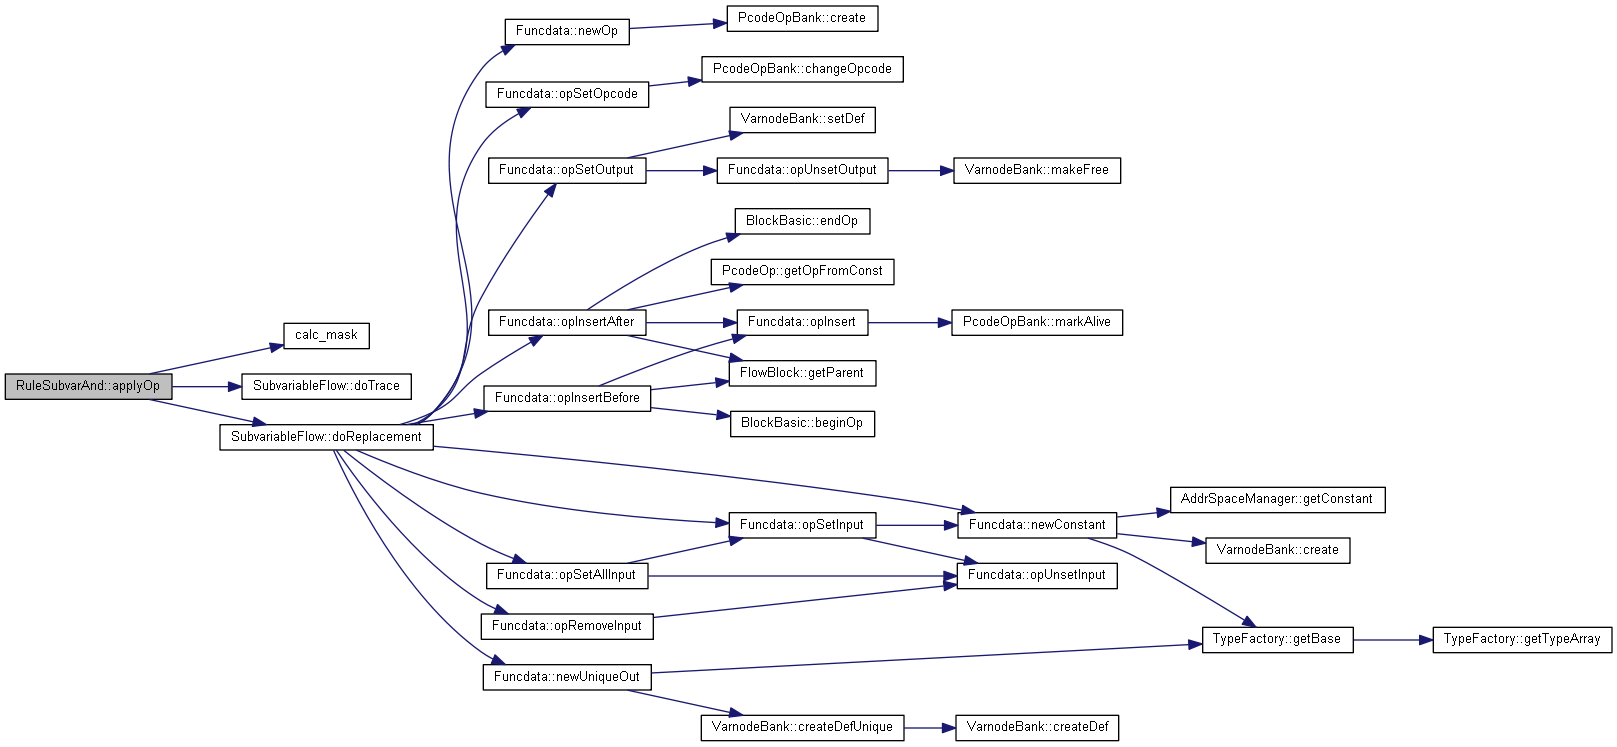 Funcdata::newOp
PcodeOpBank::create
Funcdata::opSetOpcode
PcodeOpBank::changeOpcode
VarnodeBank::setDef
Funcdata::opSetOutput
Funcdata::opUnsetOutput
VarnodeBank::makeFree
BlockBasic::endOp
PcodeOp::getOpFromConst
Funcdata::opInsertAfter
Funcdata::opInsert
PcodeOpBank::markAlive
calc_mask
FlowBlock::getParent
RuleSubvarAnd::applyOp
SubvariableFlow::doTrace
Funcdata::opInsertBefore
BlockBasic::beginOp
SubvariableFlow::doReplacement
AddrSpaceManager::getConstant
Funcdata::opSetInput
Funcdata::newConstant
VarnodeBank::create
Funcdata::opSetAllInput
Funcdata::opUnsetInput
Funcdata::opRemoveInput
TypeFactory::getBase
TypeFactory::getTypeArray
Funcdata::newUniqueOut
VarnodeBank::createDefUnique
VarnodeBank::createDef